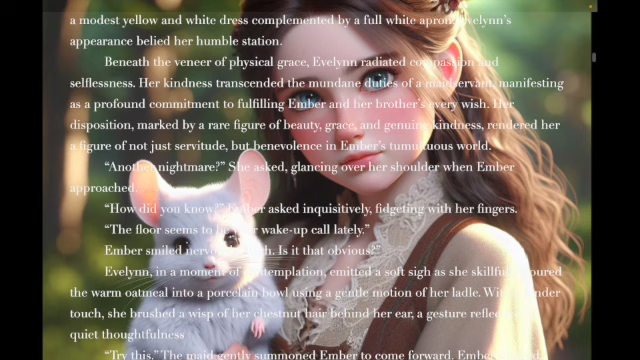 a modest yellow and white dress complemented by a full white apron. Evelynn's
appearance belied her humble station.
Beneath the veneer of physical grace, Evelynn radiated compassion and
selflessness. Her kindness transcended the mundane duties of a maidservant, manifesting
as a profound commitment to fulfilling Ember and her brother's every wish. Her
disposition, marked by a rare figure of beauty, grace, and genuine kindness, rendered her
a figure of not just servitude, but benevolence in Ember's tumultuous world.
“Another nightmare?” She asked, glancing over her shoulder when Ember
approached.
“How did you know?” Ember asked inquisitively, fidgeting with her fingers.
“The floor seems to be your wake-up call lately.”
Ember smiled Is it that obvious?”
Evelynn, in a moment of contemplation, emitted a soft sigh as she skillfully poured
the warm oatmeal into a porcelain bowl using a gentle motion of her ladle. With
touch, she brushed a wisp of her chestnut hair behind her ear, a gesture
quiet thoughtfulness
“Try this.” The maid gently summoned Ember to come forward. Ember